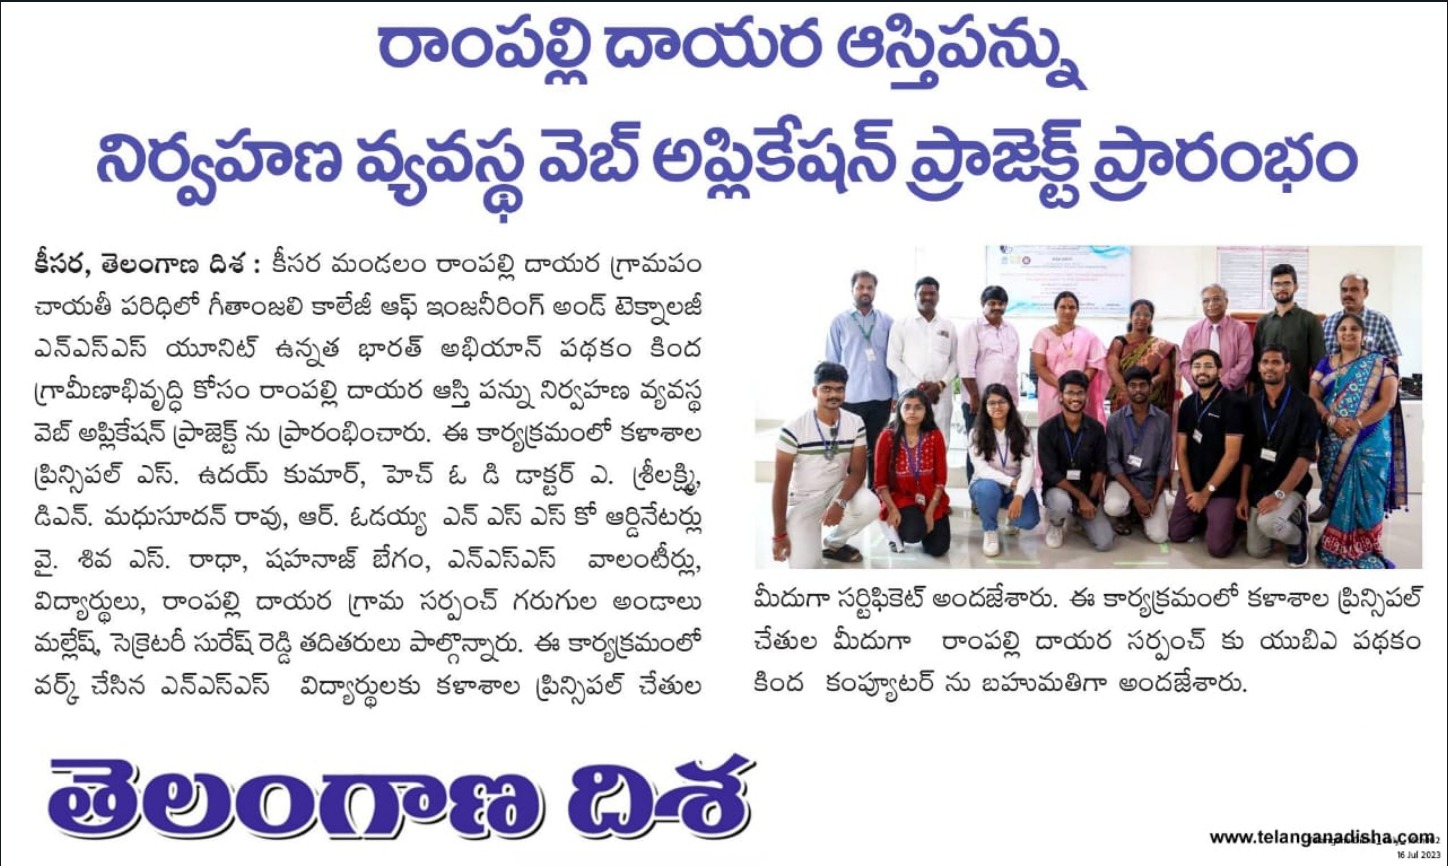 రాంపల్లి దాయర ఆస్తిపన్ను
నిర్వహణ వ్యవస్థ వెబ్ అప్లికేషన్ ప్రాజెక్ట్ ప్రారంభం
కీసర, తెలంగాణ దిశ : కీసర మండలం రాంపల్లి దాయర గ్రామపం
చాయతీ పరిధిలో గీతాంజలి కాలేజీ ఆఫ్ ఇంజనీరింగ్ అండ్ టెక్నాలజీ
ఎన్ఎస్ఎస్ యూనిట్ ఉన్నత భారత్ అభియాన్ పథకం కింద
గ్రామీణాభివృద్ధి కోసం రాంపల్లి దాయర ఆస్తి పన్ను నిర్వహణ వ్యవస్థ
వెబ్ అప్లికేషన్ ప్రాజెక్ట్ ను ప్రారంభించారు. ఈ కార్యక్రమంలో కళాశాల
ప్రిన్సిపల్ ఎస్. ఉదయ్ కుమార్, హెచ్ ఓ డి డాక్టర్ ఎ. శ్రీలక్ష్మి,
డిఎన్. మధుసూదన్ రావు, ఆర్. ఓడయ్య ఎన్ ఎస్ ఎస్ కో ఆర్డినేటర్లు
వై. శివ ఎస్. రాధా, షహనాజ్ బేగం, ఎన్ఎస్ఎస్ వాలంటీర్లు,
విద్యార్థులు, రాంపల్లి దాయర గ్రామ సర్పంచ్ గరుగుల అండాలు
మల్లేష్, సెక్రెటరీ సురేష్ రెడ్డి తదితరులు పాల్గొన్నారు. ఈ కార్యక్రమంలో
వర్క్ చేసిన ఎన్ఎస్ఎస్ విద్యార్థులకు కళాశాల ప్రిన్సిపల్ చేతుల
మీదుగా సర్టిఫికెట్ అందజేశారు. ఈ కార్యక్రమంలో కళాశాల ప్రిన్సిపల్
చేతుల మీదుగా రాంపల్లి దాయర సర్పంచ్ కు యుబిఎ పథకం
కింద కంప్యూటర్ ను బహుమతిగా అందజేశారు.
తెలంగాణ దిశ
www.telanganadisha.com
16 Jul 2023